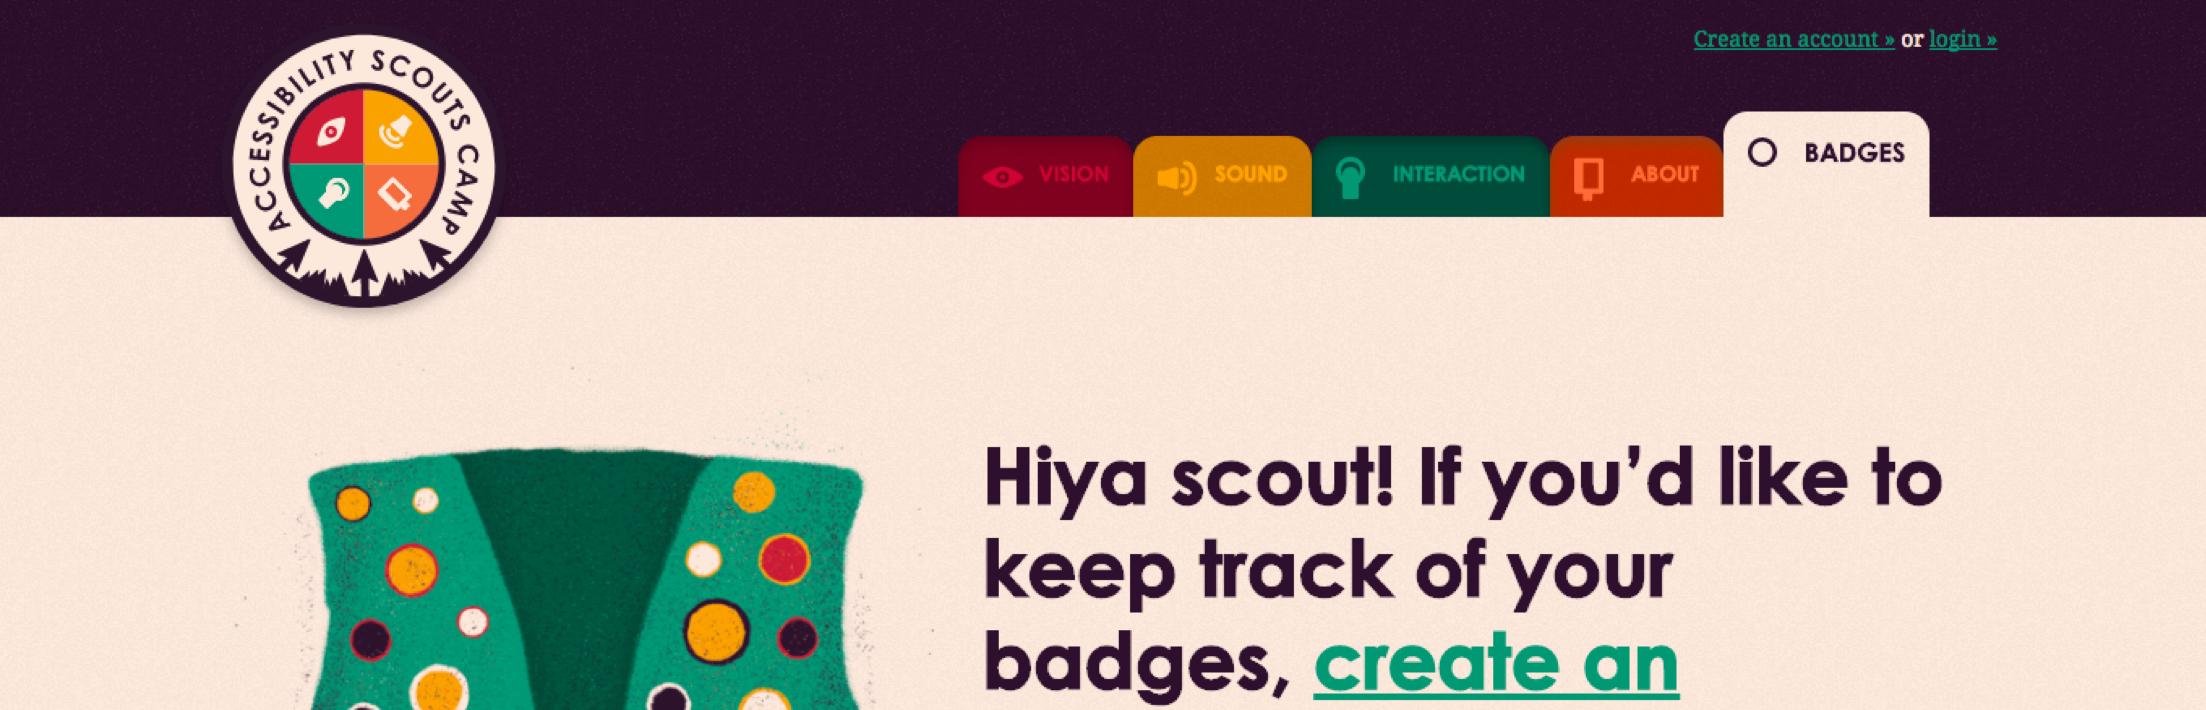 Create an account » or login »
ACCESSIBILITY SCOUTS CAMP
VISION
SOUND
INTERACTION
ABOUT
BADGES
Hiya scout! If you’d like to
keep track of your
badges, create an